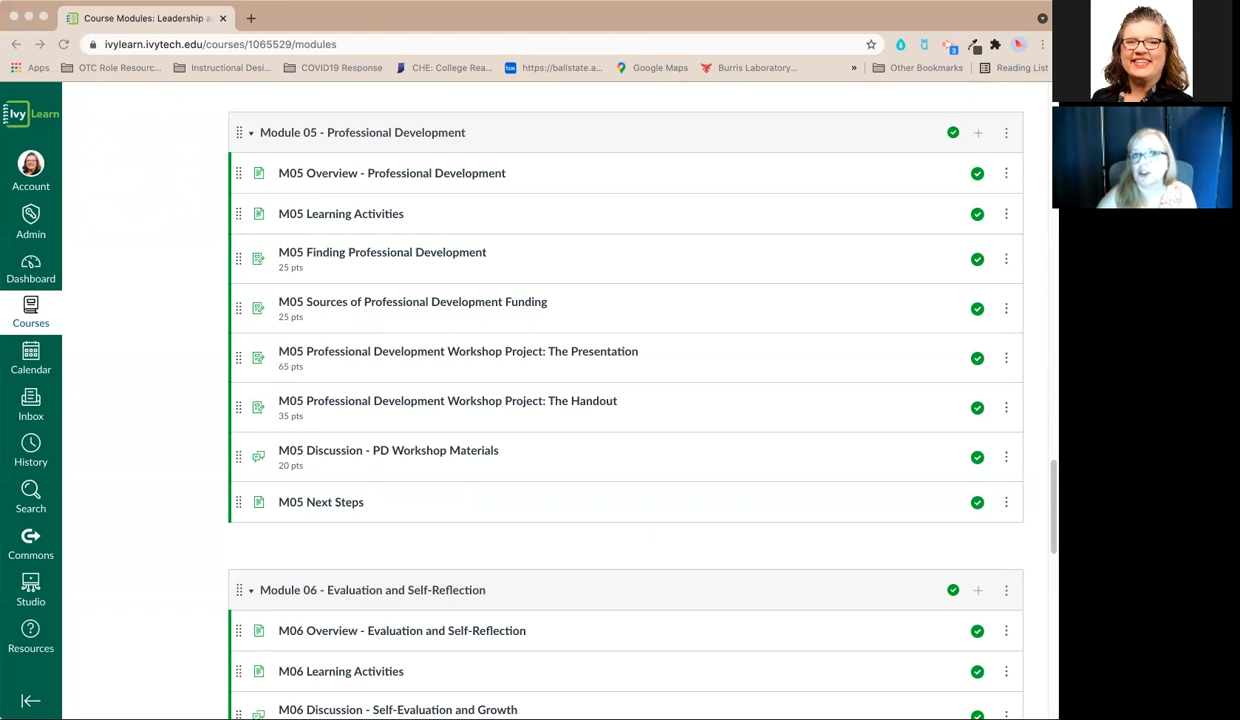 Course Modules: Leadership a
ivylearn.ivytech.edu/courses/1065529/modules
3
Apps
OTC Role Resourc...
Instructional Desi...
COVID19 Response
CHE: College Rea...
box
https://ballstate.a...
Google Maps
Burris Laboratory...
»
Other Bookmarks
Reading List
Ivy Learn
Account
Admin
Dashboard
Courses
Calendar
Inbox
History
Search
Commons
Studio
Resources
Module 05 - Professional Development
M05 Overview - Professional Development
M05 Learning Activities
M05 Finding Professional Development
25 pts
M05 Sources of Professional Development Funding
25 pts
M05 Professional Development Workshop Project: The Presentation
65 pts
M05 Professional Development Workshop Project: The Handout
35 pts
M05 Discussion - PD Workshop Materials
20 pts
M05 Next Steps
Module 06 - Evaluation and Self-Reflection
M06 Overview - Evaluation and Self-Reflection
M06 Learning Activities
M06 Discussion - Self-Evaluation and Growth